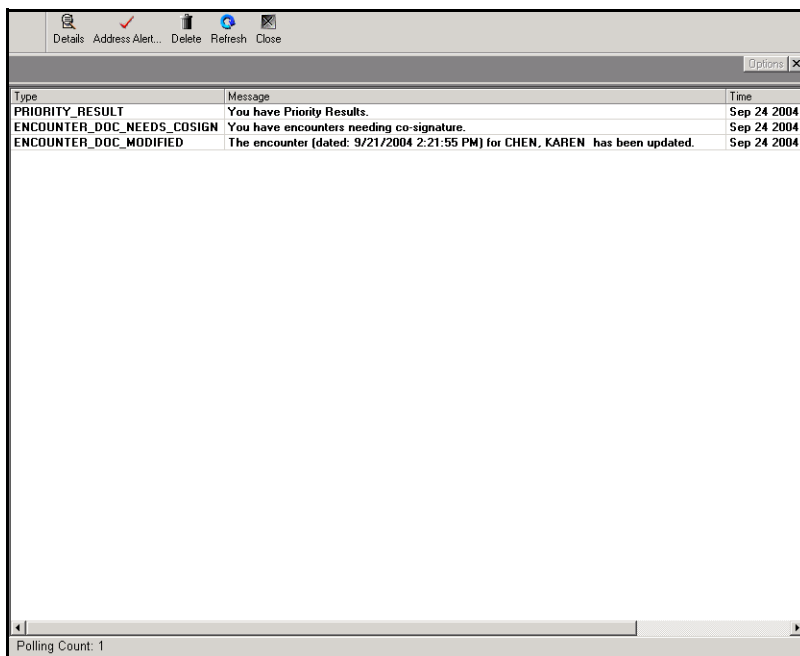 Details Address Alert... Delete Refresh Close
Options
Type Message Time
PRIORITY_RESULT You have Priority Results. Sep 24 2004
ENCOUNTER_DOC_NEEDS_COSIGN You have encounters needing co-signature. Sep 24 2004
ENCOUNTER_DOC_MODIFIED The encounter (dated: 9/21/2004 2:21:55 PM) for CHEN, KAREN has been updated. Sep 24 2004
Polling Count: 1